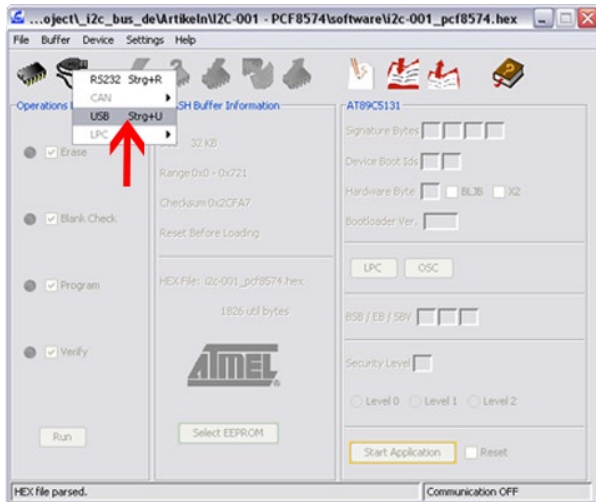 ...oject\_i2c_bus_de\Artikeln\I2C-001 - PCF8574\software\i2c-001_pcf8574.hex
File Buffer Device Settings Help
RS232 Strg+R
CAN
USB Strg+U
LPC
Operations
SH Buffer Information
AT89C5131
Erase
32 KB
Signature Bytes
Range 0x0 - 0x721
Device Boot Ids
Checksum 0x2CFA7
Hardware Byte BLJB X2
Blank Check
Reset Before Loading
Bootloader Ver.
LPC OSC
Program
HEX File: i2c-001_pcf8574.hex
1826 util bytes
BSB / EB / SBV
Verify
ATMEL
Security Level
Level 0 Level 1 Level 2
Run
Select EEPROM
Start Application Reset
HEX file parsed.
Communication OFF